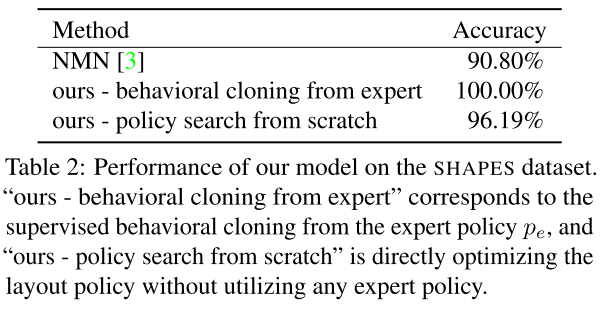 Method Accuracy
NMN [3] 90.80%
ours - behavioral cloning from expert 100.00%
ours - policy search from scratch 96.19%
Table 2: Performance of our model on the SHAPES dataset.
“ours - behavioral cloning from expert” corresponds to the
supervised behavioral cloning from the expert policy pₑ, and
“ours - policy search from scratch” is directly optimizing the
layout policy without utilizing any expert policy.